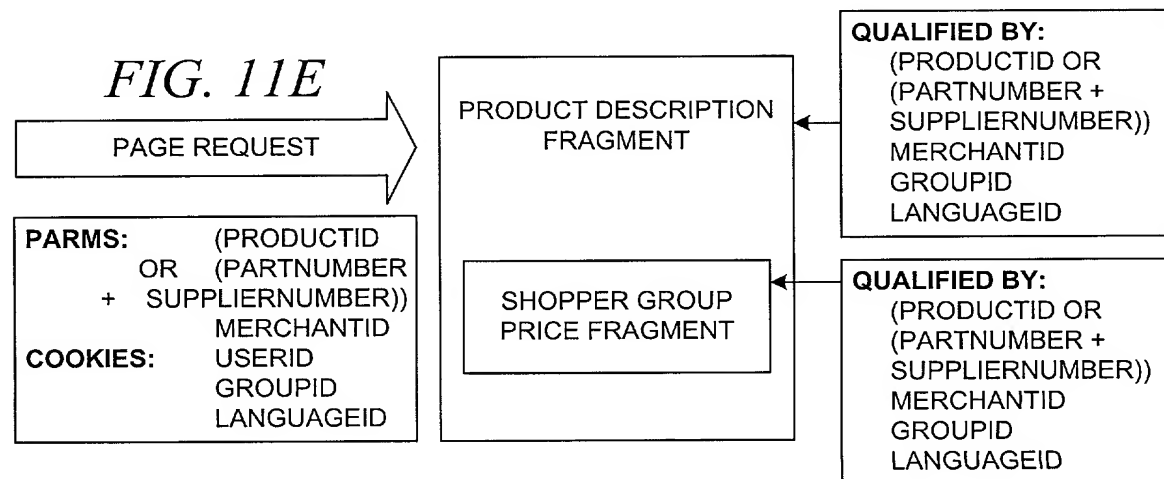 FIG. 11E
PAGE REQUEST
PARMS: (PRODUCTID
OR (PARTNUMBER
+ SUPPLIERNUMBER))
MERCHANTID
COOKIES: USERID
GROUPID
LANGUAGEID
PRODUCT DESCRIPTION
FRAGMENT
SHOPPER GROUP
PRICE FRAGMENT
QUALIFIED BY:
(PRODUCTID OR
(PARTNUMBER +
SUPPLIERNUMBER))
MERCHANTID
GROUPID
LANGUAGEID
QUALIFIED BY:
(PRODUCTID OR
(PARTNUMBER +
SUPPLIERNUMBER))
MERCHANTID
GROUPID
LANGUAGEID